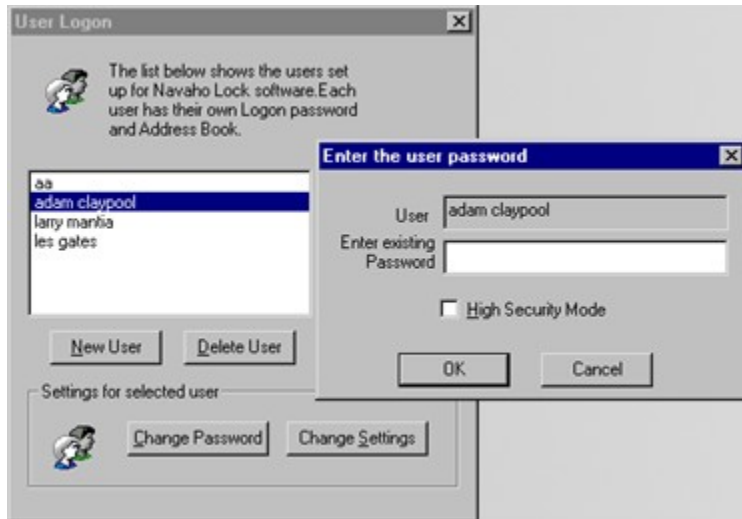 User Logon
The list below shows the users set
up for Navaho Lock software.Each
user has their own Logon password
and Address Book.
aa
adam claypool
larry mantia
les gates
New User
Delete User
Settings for selected user
Change Password
Change Settings
Enter the user password
User
adam claypool
Enter existing
Password
High Security Mode
OK
Cancel